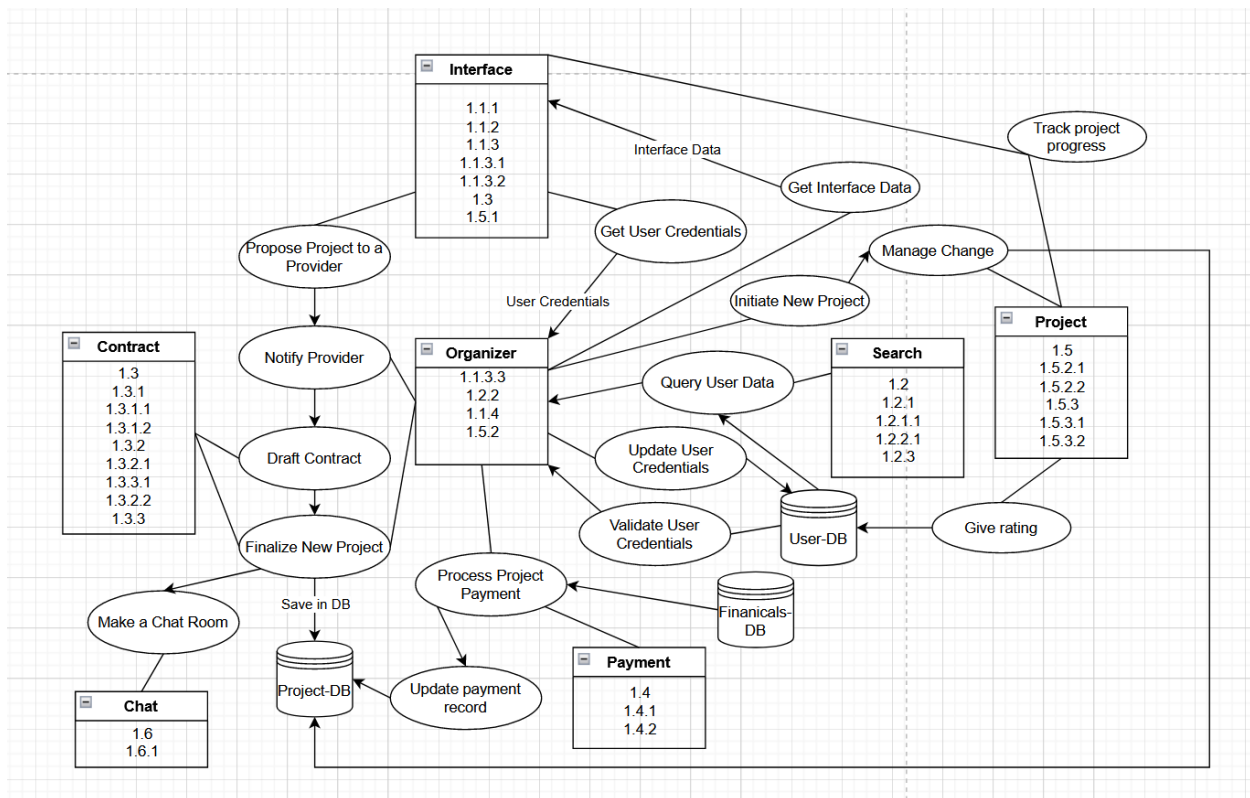 Interface
1.1.1
1.1.2
1.1.3
1.1.3.1
1.1.3.2
1.3
1.5.1
Track project
progress
Interface Data
Get Interface Data
Get User Credentials
Propose Project to a
Provider
Manage Change
User Credentials
Initiate New Project
Notify Provider
Contract
1.3
1.3.1
1.3.1.1
1.3.1.2
1.3.2
1.3.2.1
1.3.3.1
1.3.2.2
1.3.3
Organizer
1.1.3.3
1.2.2
1.1.4
1.5.2
Query User Data
Search
1.2
1.2.1
1.2.1.1
1.2.2.1
1.2.3
Project
1.5
1.5.2.1
1.5.2.2
1.5.3
1.5.3.1
1.5.3.2
Draft Contract
Update User
Credentials
Finalize New Project
Validate User
Credentials
User-DB
Give rating
Process Project
Payment
Finanicals-
DB
Save in DB
Make a Chat Room
Project-DB
Update payment
record
Payment
1.4
1.4.1
1.4.2
Chat
1.6
1.6.1